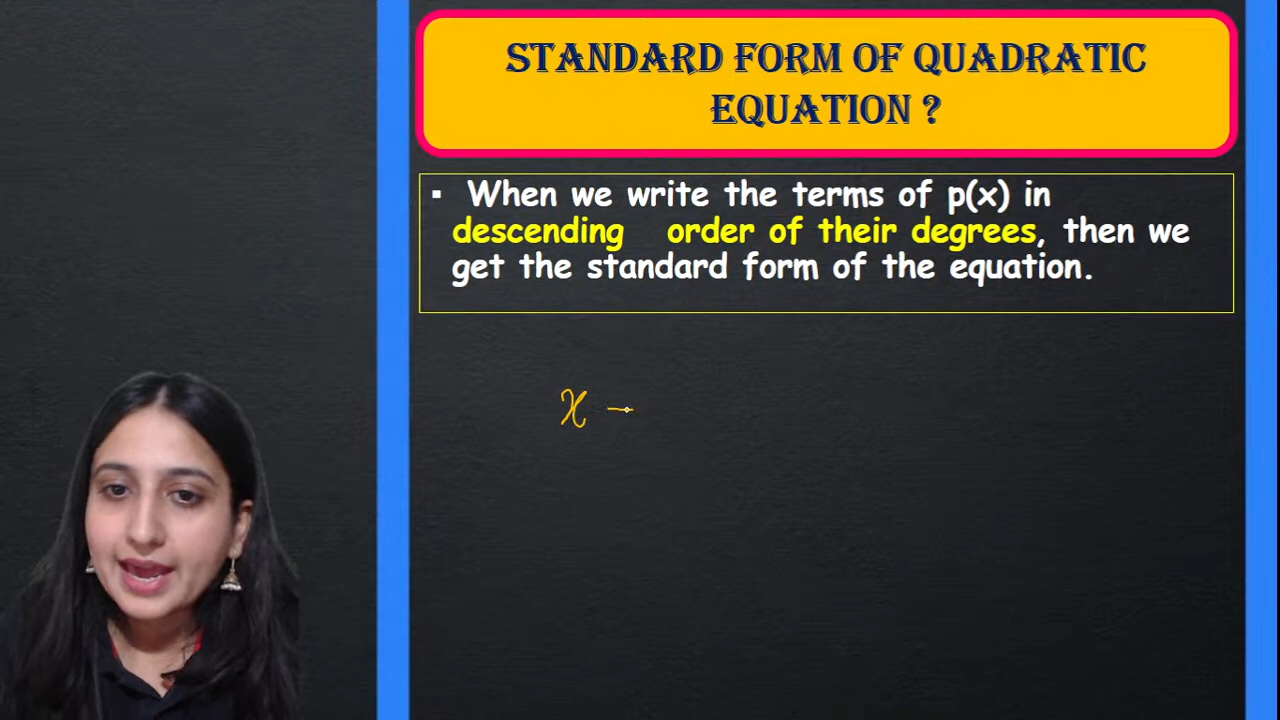 STANDARD FORM OF QUADRATIC
EQUATION ?
▪ When we write the terms of p(x) in
descending order of their degrees, then we
get the standard form of the equation.
x −